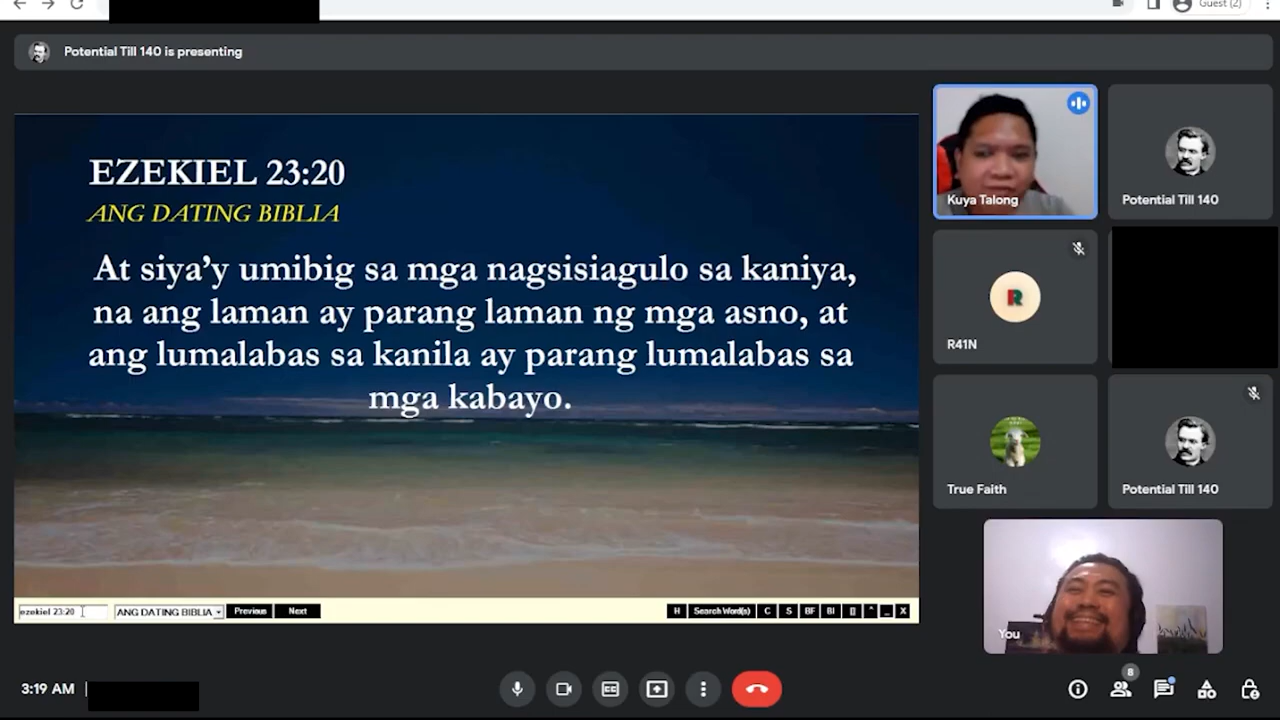 Guest (2)
Potential Till 140 is presenting
EZEKIEL 23:20
ANG DATING BIBLIA
At siya'y umibig sa mga nagsisiagulo sa kaniya,
na ang laman ay parang laman ng mga asno, at
ang lumalabas sa kanila ay parang lumalabas sa
mga kabayo.
ezekiel 23:20 ANG DATING BIBLIA Previous Next H Search Word(s) C S BF BI [] ^ _ X
Kuya Talong
Potential Till 140
R
R41N
True Faith
Potential Till 140
You
3:19 AM
CC
8